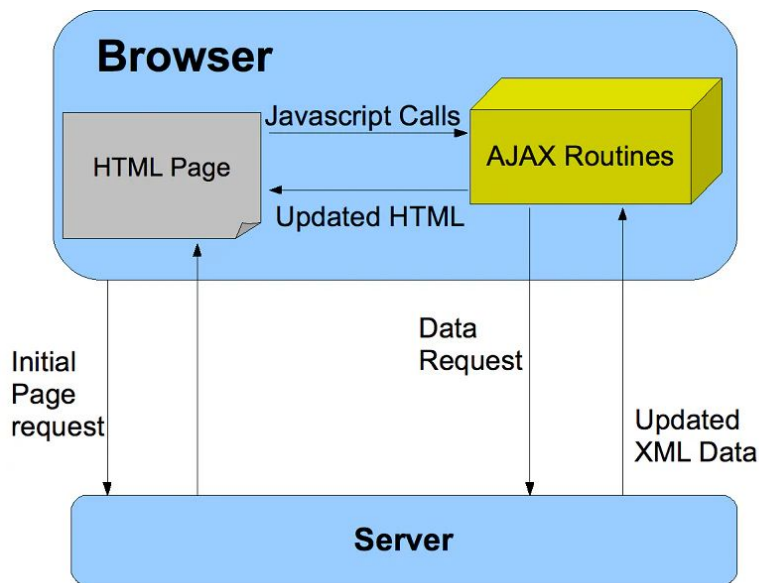 Browser
Javascript Calls
HTML Page
AJAX Routines
Updated HTML
Data
Request
Initial
Page
request
Updated
XML Data
Server